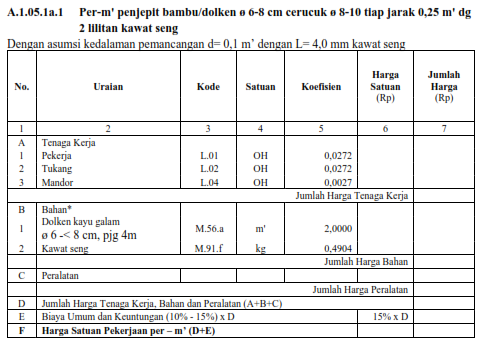 A.1.05.1a.1 Per-m' penjepit bambu/dolken ø 6-8 cm cerucuk ø 8-10 tiap jarak 0,25 m' dg
2 lilitan kawat seng
Dengan asumsi kedalaman pemancangan d= 0,1 m’ dengan L= 4,0 mm kawat seng
No. Uraian Kode Satuan Koefisien Harga Satuan (Rp) Jumlah Harga (Rp)
1 2 3 4 5 6 7
A Tenaga Kerja
1 Pekerja L.01 OH 0,0272
2 Tukang L.02 OH 0,0272
3 Mandor L.04 OH 0,0027
Jumlah Harga Tenaga Kerja
B Bahan*
1 Dolken kayu galam ø 6 -< 8 cm, pjg 4m M.56.a m' 2,0000
2 Kawat seng M.91.f kg 0,4904
Jumlah Harga Bahan
C Peralatan
Jumlah Harga Peralatan
D Jumlah Harga Tenaga Kerja, Bahan dan Peralatan (A+B+C)
E Biaya Umum dan Keuntungan (10% - 15%) x D 15% x D
F Harga Satuan Pekerjaan per – m’ (D+E)